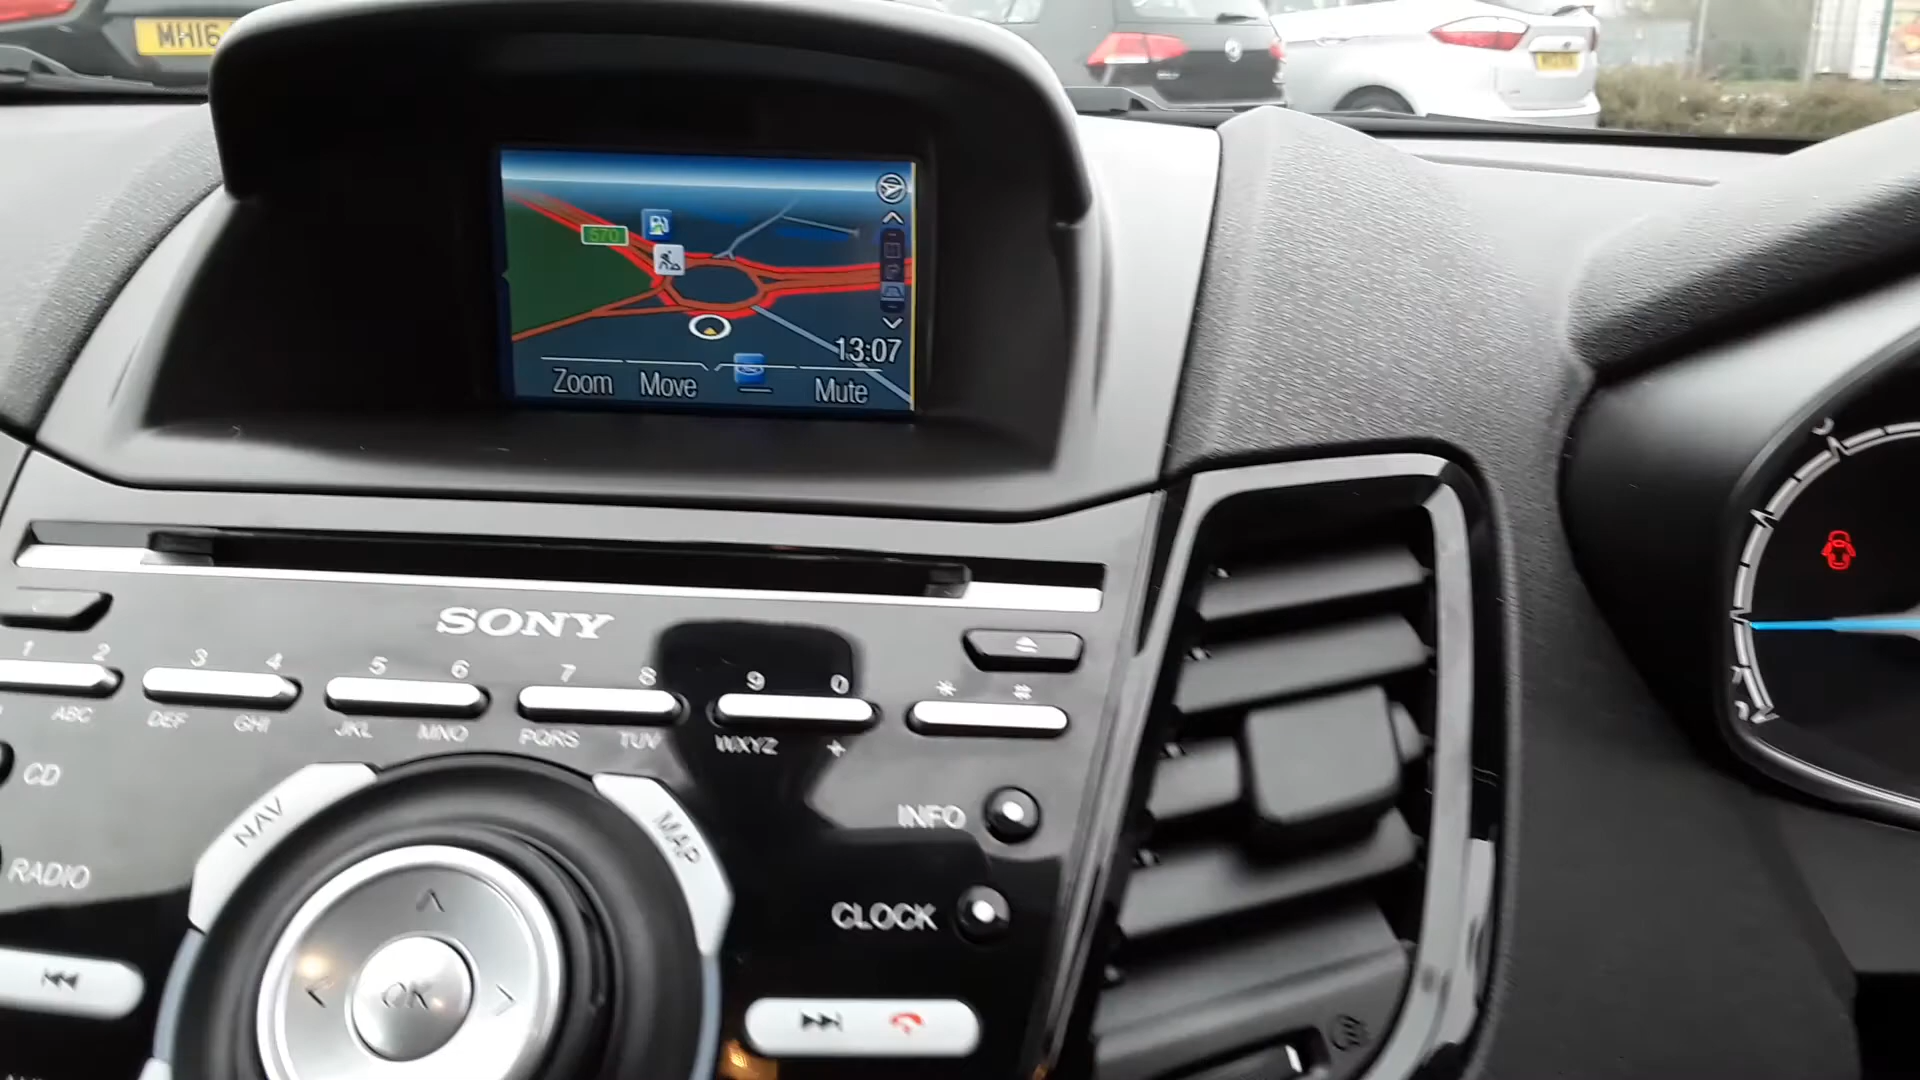 MH16
570
13:07
Zoom Move Mute
SONY
1 2 3 4 5 6 7 8 9 0 * #
ABC DEF GHI JKL MNO PQRS TUV WXYZ +
CD
NAV
MAP
INFO
RADIO
CLOCK
OK